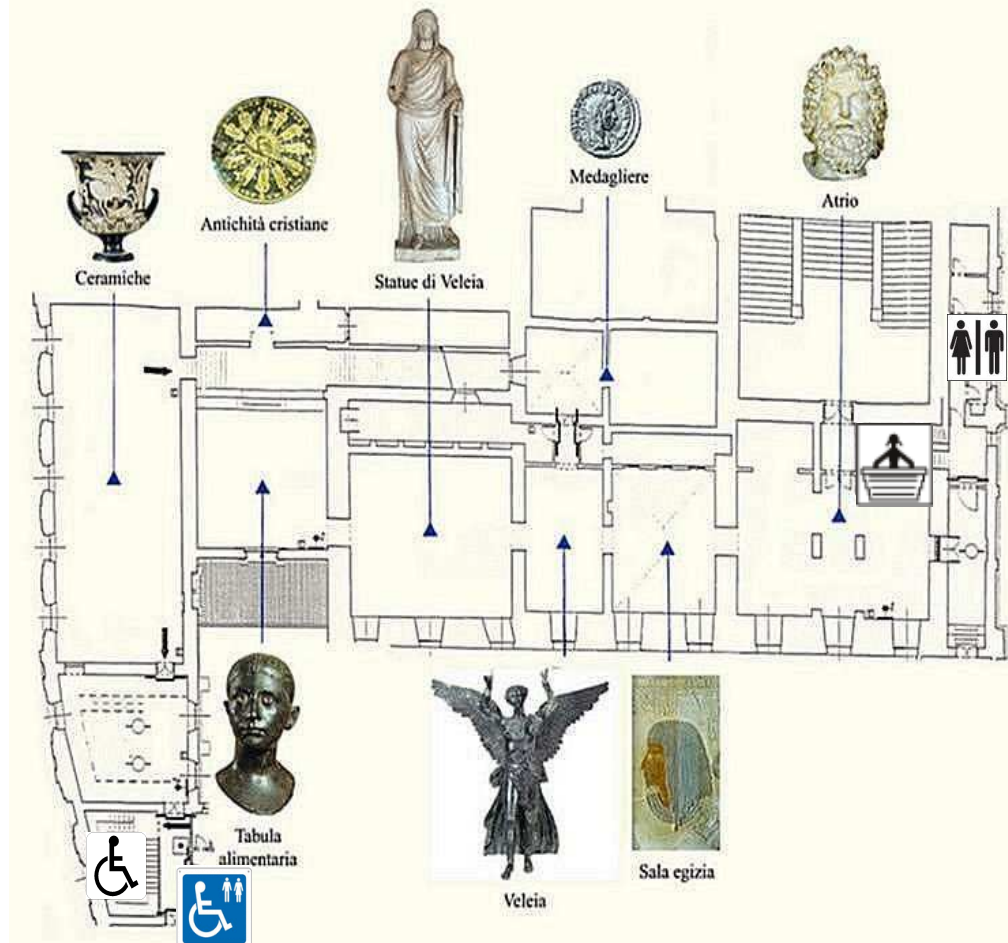 Medagliere
Atrio
Antichità cristiane
Ceramiche
Statue di Veleia
Tabula
alimentaria
Sala egizia
Veleia